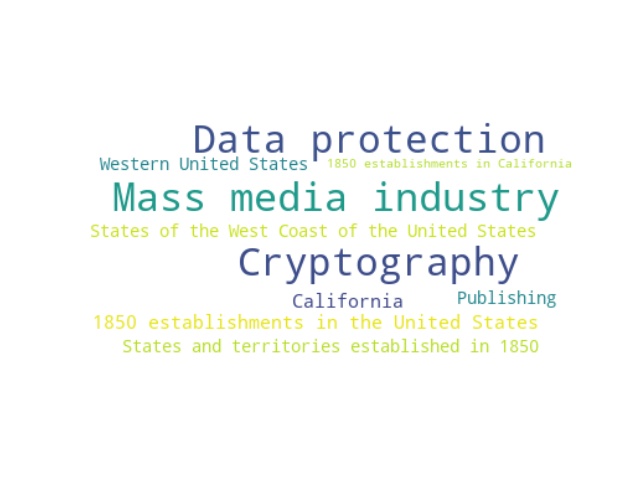 Data protection
Western United States
1850 establishments in California
Mass media industry
States of the West Coast of the United States
Cryptography
California
Publishing
1850 establishments in the United States
States and territories established in 1850